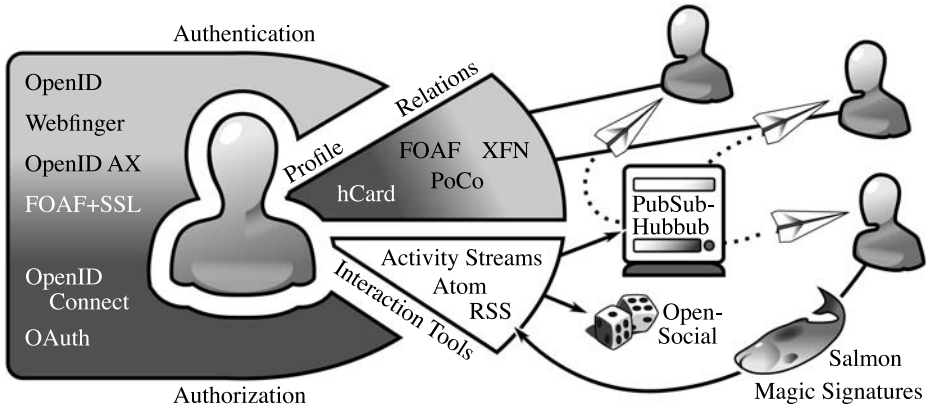 Authentication
OpenID
Webfinger
OpenID AX
FOAF+SSL
OpenID
Connect
OAuth
Authorization
Profile
Relations
FOAF XFN
PoCo
hCard
Interaction Tools
Activity Streams
Atom
RSS
PubSub-
Hubbub
Open-
Social
Salmon
Magic Signatures